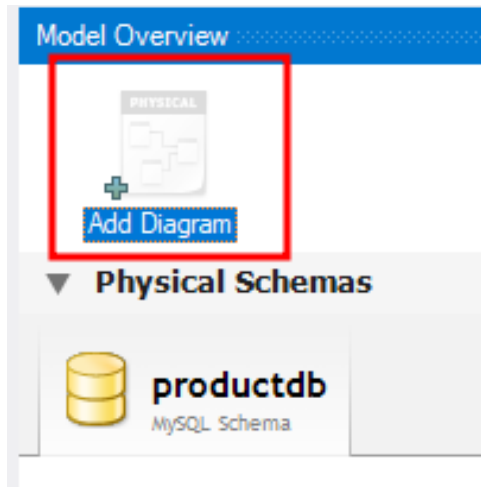 Model Overview
PHYSICAL
Add Diagram
Physical Schemas
productdb
MySQL Schema